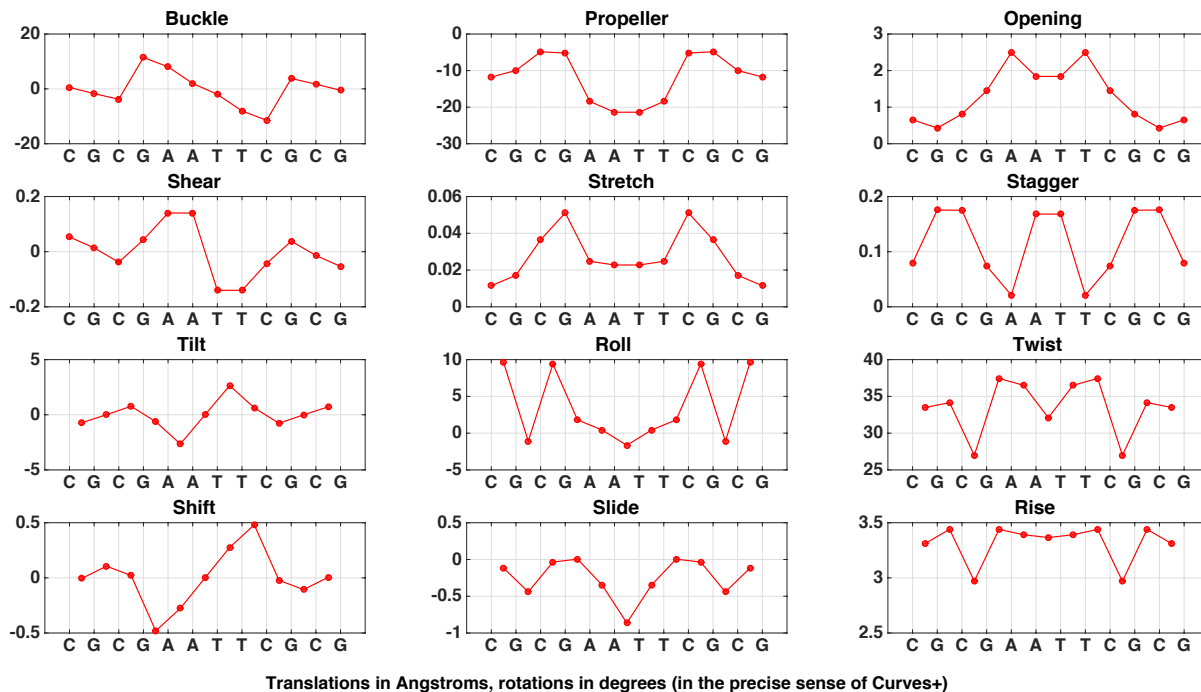 Buckle Propeller Opening
20 0 3
-10 2
0
-20 1
-20 -30 0
C G C G A A T T C G C G C G C G A A T T C G C G C G C G A A T T C G C G
Shear Stretch Stagger
0.2 0.06 0.2
0.04
0 0.1
0.02
-0.2 0 0
C G C G A A T T C G C G C G C G A A T T C G C G C G C G A A T T C G C G
Tilt Roll Twist
5 10 40
5 35
0
0 30
-5 -5 25
C G C G A A T T C G C G C G C G A A T T C G C G C G C G A A T T C G C G
Shift Slide Rise
0.5 0.5 3.5
0
0 3
-0.5
-0.5 -1 2.5
C G C G A A T T C G C G C G C G A A T T C G C G C G C G A A T T C G C G
Translations in Angstroms, rotations in degrees (in the precise sense of Curves+)